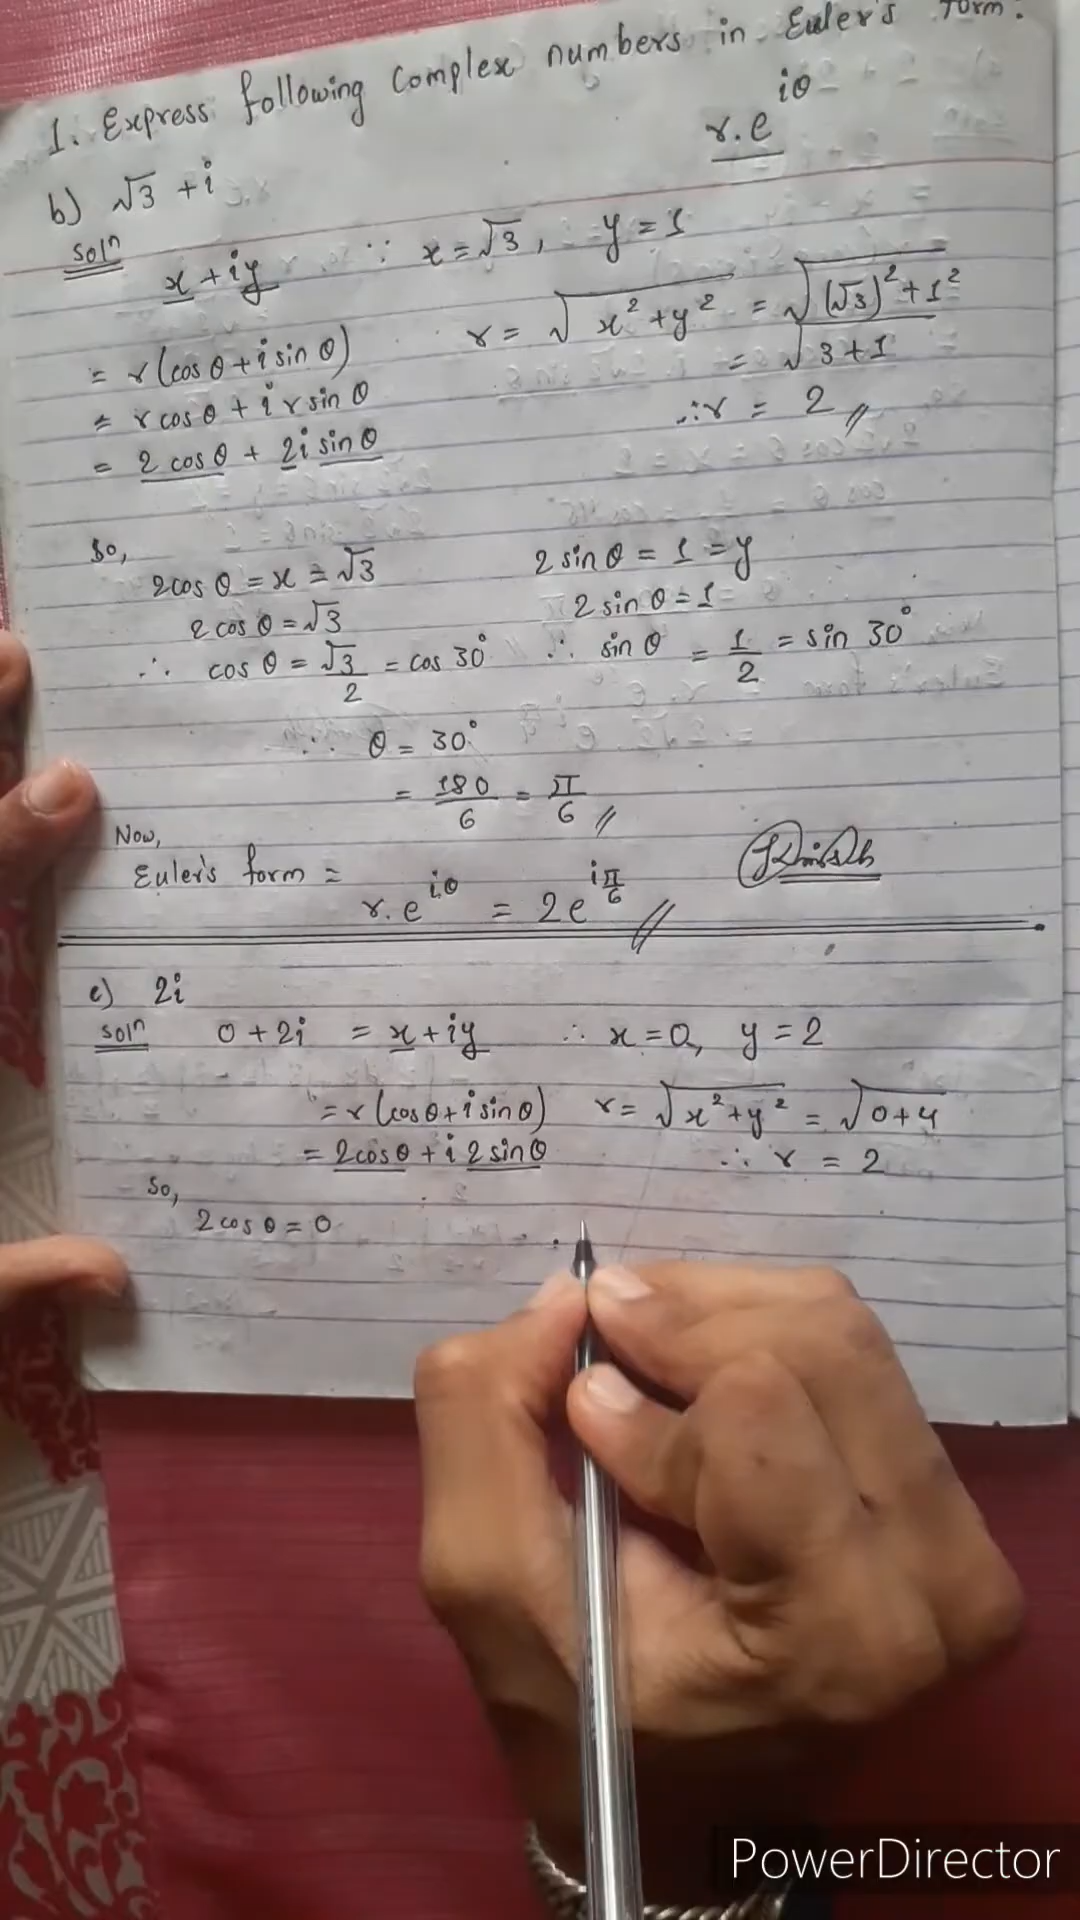 1. Express following Complex numbers in Euler's form.
r.e^{iθ}
b) √3 + i
Solⁿ
x + iy ∵ x = √3, y = 1
= r(cos θ + i sin θ) r = √(x² + y²) = √((√3)² + 1²)
= √(3+1)
= r cos θ + i r sin θ
∴ r = 2 //
= 2 cos θ + 2i sin θ
So,
2 cos θ = x = √3 2 sin θ = 1 = y
2 cos θ = √3 2 sin θ = 1
∴ cos θ = √3/2 = cos 30° ∴ sin θ = 1/2 = sin 30°
∴ θ = 30°
= 180/6 = π/6 //
Now,
Euler's form =
r.e^{iθ} = 2e^{iπ/6} //
c) 2i
Solⁿ 0 + 2i = x + iy ∴ x = 0, y = 2
= r(cos θ + i sin θ) r = √(x² + y²) = √(0+4)
= 2cos θ + i 2 sin θ ∴ r = 2
So,
2 cos θ = 0
PowerDirector